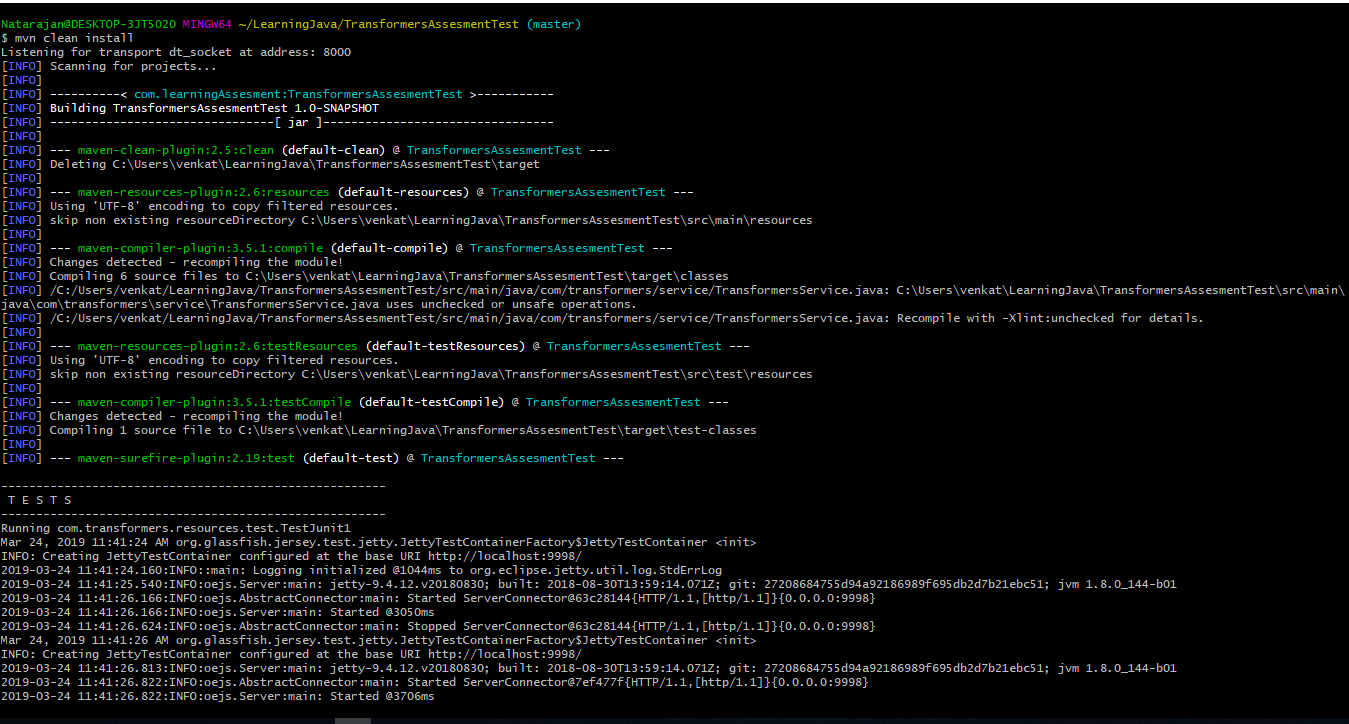 Natarajan@DESKTOP-3JT5020 MINGW64 ~/LearningJava/TransformersAssesmentTest (master)
$ mvn clean install
Listening for transport dt_socket at address: 8000
[INFO] Scanning for projects...
[INFO]
[INFO] ----------< com.learningAssesment:TransformersAssesmentTest >-----------
[INFO] Building TransformersAssesmentTest 1.0-SNAPSHOT
[INFO] --------------------------------[ jar ]---------------------------------
[INFO]
[INFO] --- maven-clean-plugin:2.5:clean (default-clean) @ TransformersAssesmentTest ---
[INFO] Deleting C:\Users\venkat\LearningJava\TransformersAssesmentTest\target
[INFO]
[INFO] --- maven-resources-plugin:2.6:resources (default-resources) @ TransformersAssesmentTest ---
[INFO] Using 'UTF-8' encoding to copy filtered resources.
[INFO] skip non existing resourceDirectory C:\Users\venkat\LearningJava\TransformersAssesmentTest\src\main\resources
[INFO]
[INFO] --- maven-compiler-plugin:3.5.1:compile (default-compile) @ TransformersAssesmentTest ---
[INFO] Changes detected - recompiling the module!
[INFO] Compiling 6 source files to C:\Users\venkat\LearningJava\TransformersAssesmentTest\target\classes
[INFO] /C:/Users/venkat/LearningJava/TransformersAssesmentTest/src/main/java/com/transformers/service/TransformersService.java: C:\Users\venkat\LearningJava\TransformersAssesmentTest\src\main\
java\com\transformers\service\TransformersService.java uses unchecked or unsafe operations.
[INFO] /C:/Users/venkat/LearningJava/TransformersAssesmentTest/src/main/java/com/transformers/service/TransformersService.java: Recompile with -Xlint:unchecked for details.
[INFO]
[INFO] --- maven-resources-plugin:2.6:testResources (default-testResources) @ TransformersAssesmentTest ---
[INFO] Using 'UTF-8' encoding to copy filtered resources.
[INFO] skip non existing resourceDirectory C:\Users\venkat\LearningJava\TransformersAssesmentTest\src\test\resources
[INFO]
[INFO] --- maven-compiler-plugin:3.5.1:testCompile (default-testCompile) @ TransformersAssesmentTest ---
[INFO] Changes detected - recompiling the module!
[INFO] Compiling 1 source file to C:\Users\venkat\LearningJava\TransformersAssesmentTest\target\test-classes
[INFO]
[INFO] --- maven-surefire-plugin:2.19:test (default-test) @ TransformersAssesmentTest ---
-------------------------------------------------------
T E S T S
-------------------------------------------------------
Running com.transformers.resources.test.TestJunit1
Mar 24, 2019 11:41:24 AM org.glassfish.jersey.test.jetty.JettyTestContainerFactory$JettyTestContainer <init>
INFO: Creating JettyTestContainer configured at the base URI http://localhost:9998/
2019-03-24 11:41:24.160:INFO::main: Logging initialized @1044ms to org.eclipse.jetty.util.log.StdErrLog
2019-03-24 11:41:25.540:INFO:oejs.Server:main: jetty-9.4.12.v20180830; built: 2018-08-30T13:59:14.071Z; git: 27208684755d94a92186989f695db2d7b21ebc51; jvm 1.8.0_144-b01
2019-03-24 11:41:26.166:INFO:oejs.AbstractConnector:main: Started ServerConnector@63c28144{HTTP/1.1,[http/1.1]}{0.0.0.0:9998}
2019-03-24 11:41:26.166:INFO:oejs.Server:main: Started @3050ms
2019-03-24 11:41:26.624:INFO:oejs.AbstractConnector:main: Stopped ServerConnector@63c28144{HTTP/1.1,[http/1.1]}{0.0.0.0:9998}
Mar 24, 2019 11:41:26 AM org.glassfish.jersey.test.jetty.JettyTestContainerFactory$JettyTestContainer <init>
INFO: Creating JettyTestContainer configured at the base URI http://localhost:9998/
2019-03-24 11:41:26.813:INFO:oejs.Server:main: jetty-9.4.12.v20180830; built: 2018-08-30T13:59:14.071Z; git: 27208684755d94a92186989f695db2d7b21ebc51; jvm 1.8.0_144-b01
2019-03-24 11:41:26.822:INFO:oejs.AbstractConnector:main: Started ServerConnector@7ef477f{HTTP/1.1,[http/1.1]}{0.0.0.0:9998}
2019-03-24 11:41:26.822:INFO:oejs.Server:main: Started @3706ms